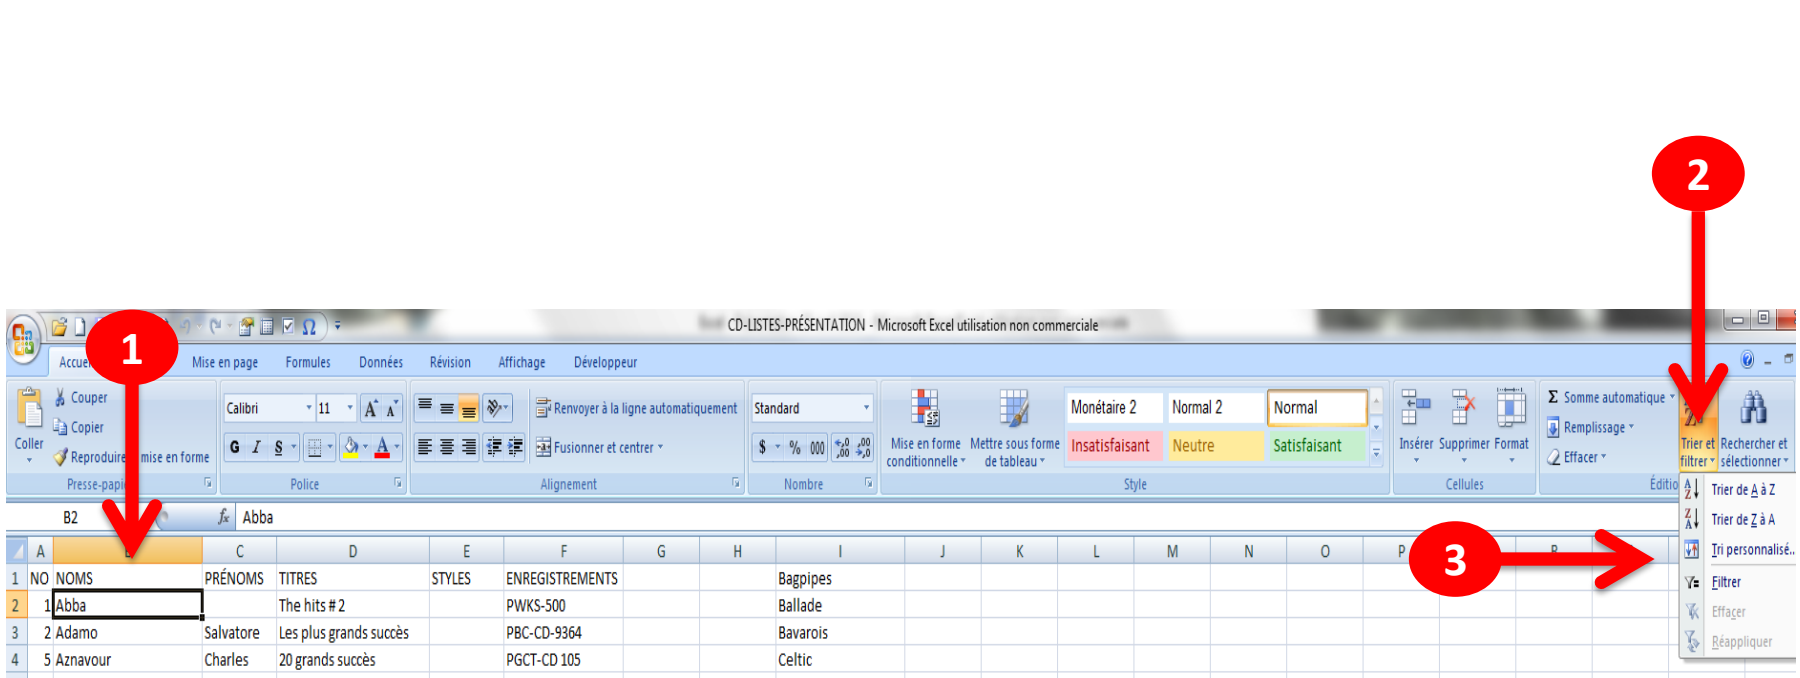 2
CD-LISTES-PRÉSENTATION - Microsoft Excel utilisation non commerciale
1
Mise en page Formules Données Révision Affichage Développeur
Couper
Copier
Coller
Reproduire mise en forme
Presse-papi
Calibri 11
G I S
Police
Renvoyer à la ligne automatiquement
Fusionner et centrer
Alignement
Standard
$ % 000
Nombre
Mise en forme conditionnelle
Mettre sous forme de tableau
Monétaire 2 Normal 2 Normal
Insatisfaisant Neutre Satisfaisant
Style
Insérer Supprimer Format
Cellules
Σ Somme automatique
Remplissage
Effacer
Éditio
Trier et filtrer
Rechercher et sélectionner
Trier de A à Z
Trier de Z à A
Tri personnalisé...
Filtrer
Effacer
Réappliquer
3
B2 fx Abba
A C D E F G H I J K L M N O P R
1 NO NOMS PRÉNOMS TITRES STYLES ENREGISTREMENTS Bagpipes
2 1 Abba The hits # 2 PWKS-500 Ballade
3 2 Adamo Salvatore Les plus grands succès PBC-CD-9364 Bavarois
4 5 Aznavour Charles 20 grands succès PGCT-CD 105 Celtic